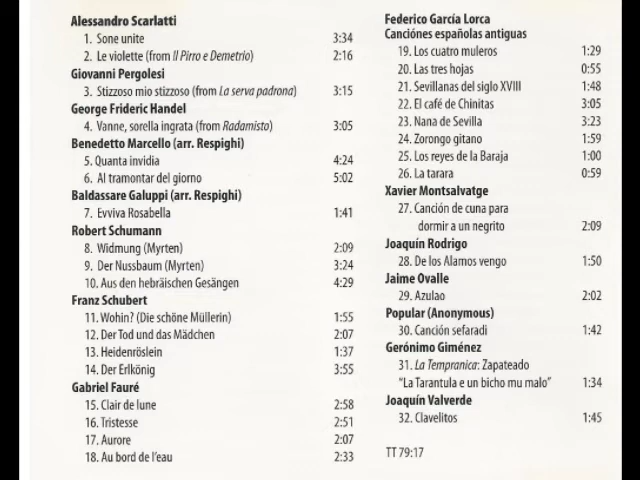 Alessandro Scarlatti
1. Sone unite 3:34
2. Le violette (from Il Pirro e Demetrio) 2:16
Giovanni Pergolesi
3. Stizzoso mio stizzoso (from La serva padrona) 3:15
George Frideric Handel
4. Vanne, sorella ingrata (from Radamisto) 3:05
Benedetto Marcello (arr. Respighi)
5. Quanta invidia 4:24
6. Al tramontar del giorno 5:02
Baldassare Galuppi (arr. Respighi)
7. Evviva Rosabella 1:41
Robert Schumann
8. Widmung (Myrten) 2:09
9. Der Nussbaum (Myrten) 3:24
10. Aus den hebräischen Gesängen 4:29
Franz Schubert
11. Wohin? (Die schöne Müllerin) 1:55
12. Der Tod und das Mädchen 2:07
13. Heidenröslein 1:37
14. Der Erlkönig 3:55
Gabriel Fauré
15. Clair de lune 2:58
16. Tristesse 2:51
17. Aurore 2:07
18. Au bord de l'eau 2:33
Federico García Lorca
Canciónes españolas antiguas
19. Los cuatro muleros 1:29
20. Las tres hojas 0:55
21. Sevillanas del siglo XVIII 1:48
22. El café de Chinitas 3:05
23. Nana de Sevilla 3:23
24. Zorongo gitano 1:59
25. Los reyes de la Baraja 1:00
26. La tarara 0:59
Xavier Montsalvatge
27. Canción de cuna para
dormir a un negrito 2:09
Joaquín Rodrigo
28. De los Alamos vengo 1:50
Jaime Ovalle
29. Azulao 2:02
Popular (Anonymous)
30. Canción sefaradi 1:42
Gerónimo Giménez
31. La Tempranica: Zapateado
"La Tarantula e un bicho mu malo" 1:34
Joaquín Valverde
32. Clavelitos 1:45
TT 79:17